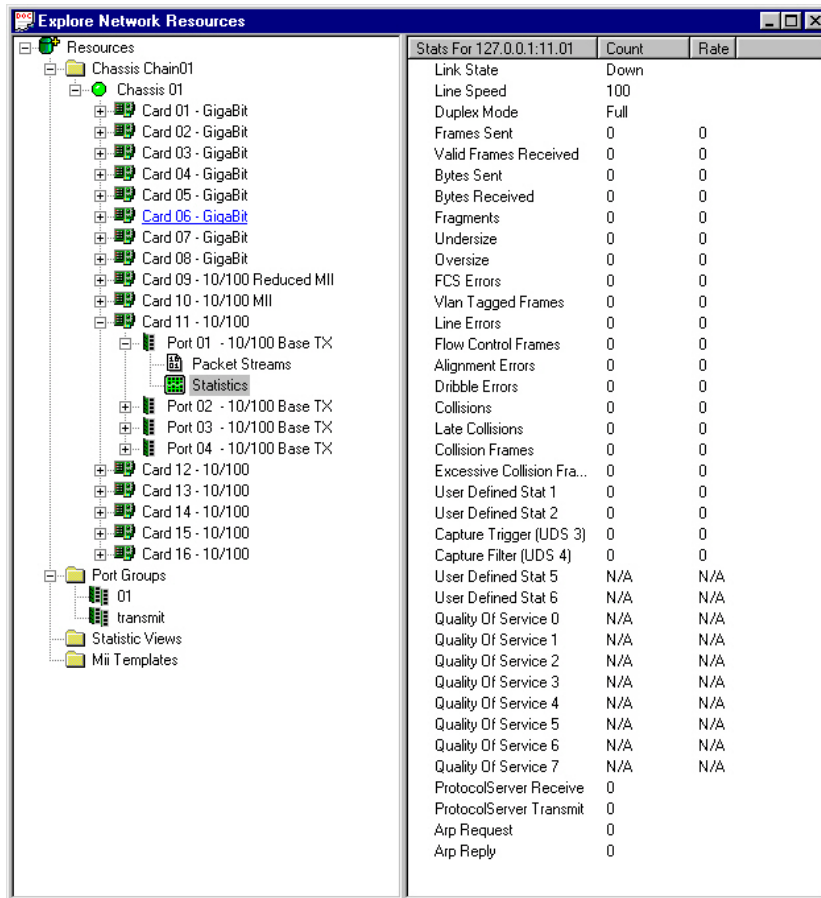 Explore Network Resources
Resources
Chassis Chain01
Chassis 01
Card 01 - GigaBit
Card 02 - GigaBit
Card 03 - GigaBit
Card 04 - GigaBit
Card 05 - GigaBit
Card 06 - GigaBit
Card 07 - GigaBit
Card 08 - GigaBit
Card 09 - 10/100 Reduced MII
Card 10 - 10/100 MII
Card 11 - 10/100
Port 01 - 10/100 Base TX
Packet Streams
Statistics
Port 02 - 10/100 Base TX
Port 03 - 10/100 Base TX
Port 04 - 10/100 Base TX
Card 12 - 10/100
Card 13 - 10/100
Card 14 - 10/100
Card 15 - 10/100
Card 16 - 10/100
Port Groups
01
transmit
Statistic Views
Mii Templates
Stats For 127.0.0.1:11.01 Count Rate
Link State Down
Line Speed 100
Duplex Mode Full
Frames Sent 0 0
Valid Frames Received 0 0
Bytes Sent 0 0
Bytes Received 0 0
Fragments 0 0
Undersize 0 0
Oversize 0 0
FCS Errors 0 0
Vlan Tagged Frames 0 0
Line Errors 0 0
Flow Control Frames 0 0
Alignment Errors 0 0
Dribble Errors 0 0
Collisions 0 0
Late Collisions 0 0
Collision Frames 0 0
Excessive Collision Fra... 0 0
User Defined Stat 1 0 0
User Defined Stat 2 0 0
Capture Trigger (UDS 3) 0 0
Capture Filter (UDS 4) 0 0
User Defined Stat 5 N/A N/A
User Defined Stat 6 N/A N/A
Quality Of Service 0 N/A N/A
Quality Of Service 1 N/A N/A
Quality Of Service 2 N/A N/A
Quality Of Service 3 N/A N/A
Quality Of Service 4 N/A N/A
Quality Of Service 5 N/A N/A
Quality Of Service 6 N/A N/A
Quality Of Service 7 N/A N/A
ProtocolServer Receive 0
ProtocolServer Transmit 0
Arp Request 0
Arp Reply 0